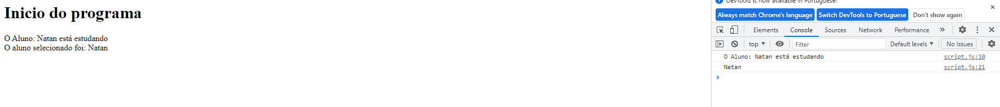 Inicio do programa
O Aluno: Natan está estudando
O aluno selecionado foi: Natan
DevTools is now available in Portuguese!
Always match Chrome's language Switch DevTools to Portuguese Don't show again
Elements Console Sources Network Performance
top Filter Default levels No Issues
O Aluno: Natan está estudando script.js:10
Natan script.js:21